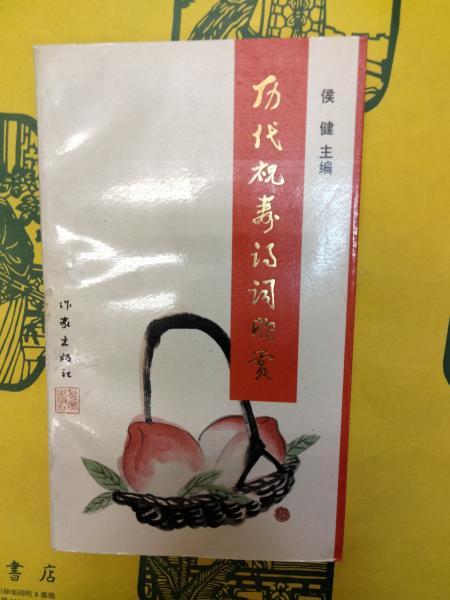 侯健 主编
历代祝寿诗词鉴赏
作家出版社
書店